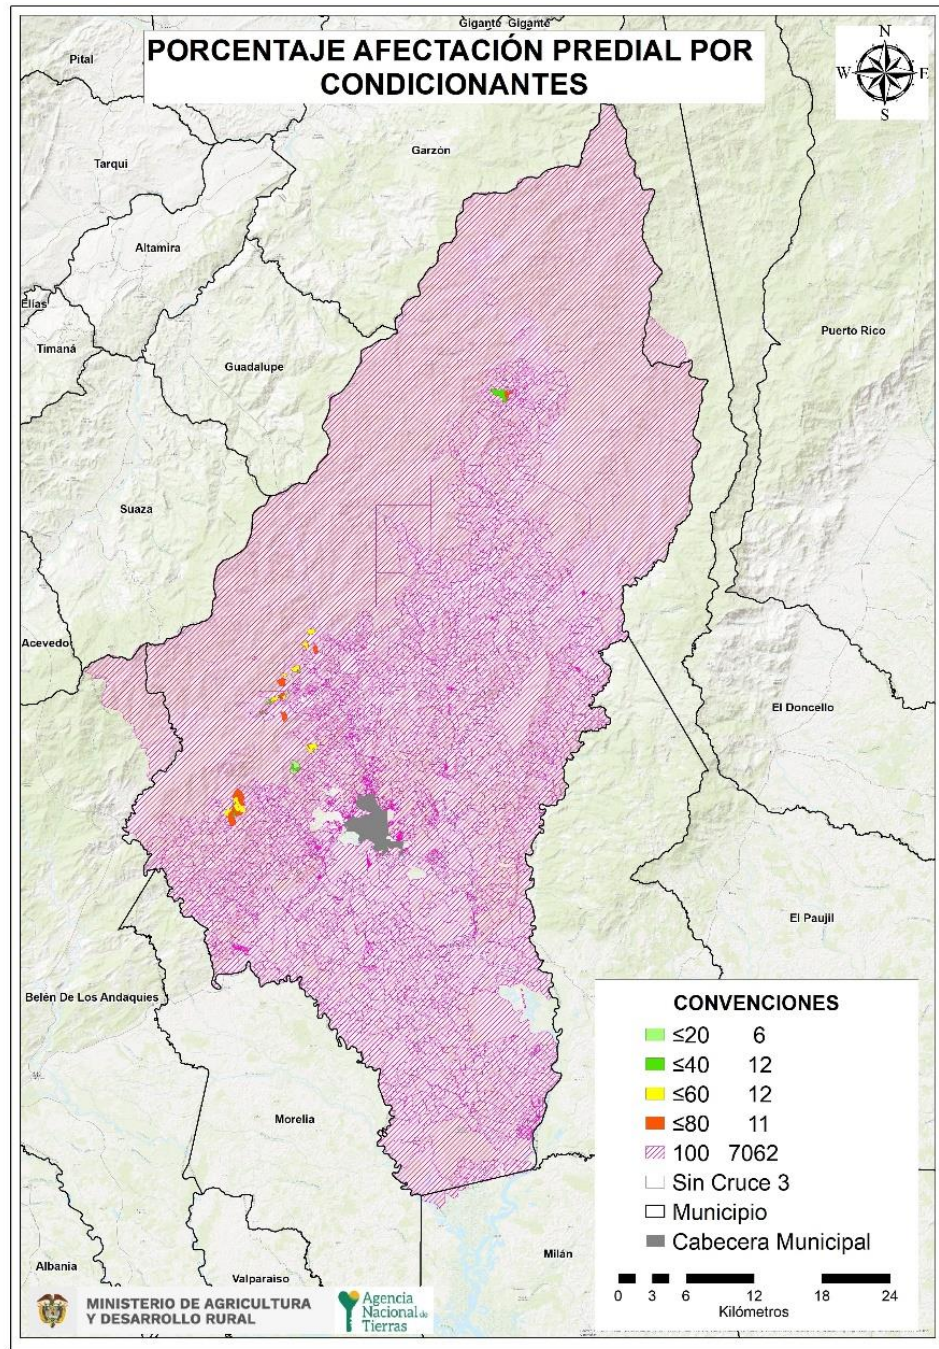 Gigante Gigante
PORCENTAJE AFECTACIÓN PREDIAL POR
CONDICIONANTES
N
W E
S
Pital
Garzón
Tarqui
Altamira
Elías
Puerto Rico
Timaná
Guadalupe
Suaza
Acevedo
El Doncello
El Paujil
Belén De Los Andaquies
Morelia
Milán
Albania
Valparaiso
CONVENCIONES
≤20 6
≤40 12
≤60 12
≤80 11
100 7062
Sin Cruce 3
Municipio
Cabecera Municipal
0 3 6 12 18 24
Kilómetros
MINISTERIO DE AGRICULTURA
Y DESARROLLO RURAL
Agencia
Nacional de
Tierras